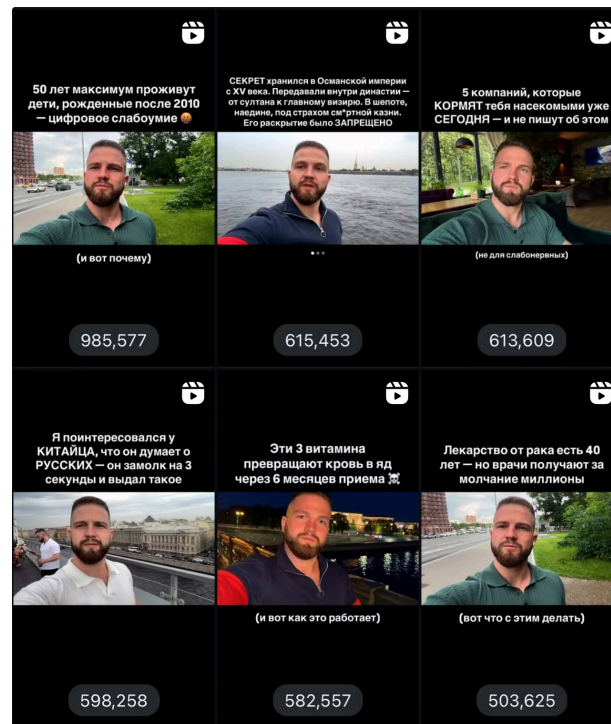 50 лет максимум проживут
дети, рожденные после 2010
— цифровое слабоумие 🤬
(и вот почему)
985,577
СЕКРЕТ хранился в Османской империи
с XV века. Передавали внутри династии —
от султана к главному визирю. В шепоте,
наедине, под страхом см*ртной казни.
Его раскрытие было ЗАПРЕЩЕНО
615,453
5 компаний, которые
КОРМЯТ тебя насекомыми уже
СЕГОДНЯ — и не пишут об этом
(не для слабонервных)
613,609
Я поинтересовался у
КИТАЙЦА, что он думает о
РУССКИХ — он замолк на 3
секунды и выдал такое
598,258
Эти 3 витамина
превращают кровь в яд
через 6 месяцев приема ☠️
(и вот как это работает)
582,557
Лекарство от рака есть 40
лет — но врачи получают за
молчание миллионы
(вот что с этим делать)
503,625